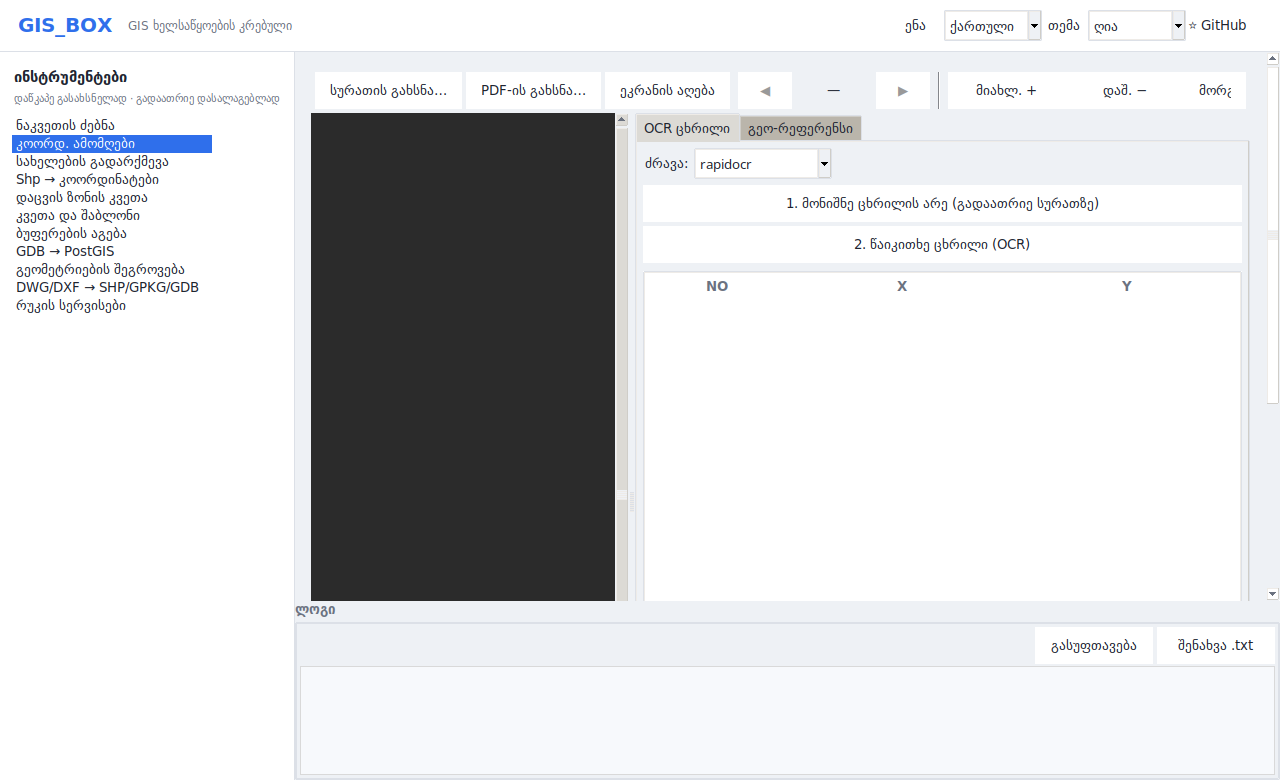 GIS_BOX GIS ხელსაწყოების კრებული ენა ქართული თემა ღია ☆ GitHub
ინსტრუმენტები
დაწკაპე გასახსნელად · გადაათრიე დასალაგებლად
ნაკვეთის ძებნა
კოორდ. ამომღები
სახელების გადარქმევა
Shp → კოორდინატები
დაცვის ზონის კვეთა
კვეთა და შაბლონი
ბუფერების აგება
GDB → PostGIS
გეომეტრიების შეგროვება
DWG/DXF → SHP/GPKG/GDB
რუკის სერვისები
სურათის გახსნა... PDF-ის გახსნა... ეკრანის აღება ◀ — ▶ მიახლ. + დაშ. −
OCR ცხრილი გეო-რეფერენსი
ძრავა: rapidocr
1. მონიშნე ცხრილის არე (გადაათრიე სურათზე)
2. წაიკითხე ცხრილი (OCR)
NO X Y
ლოგი
გასუფთავება შენახვა .txt